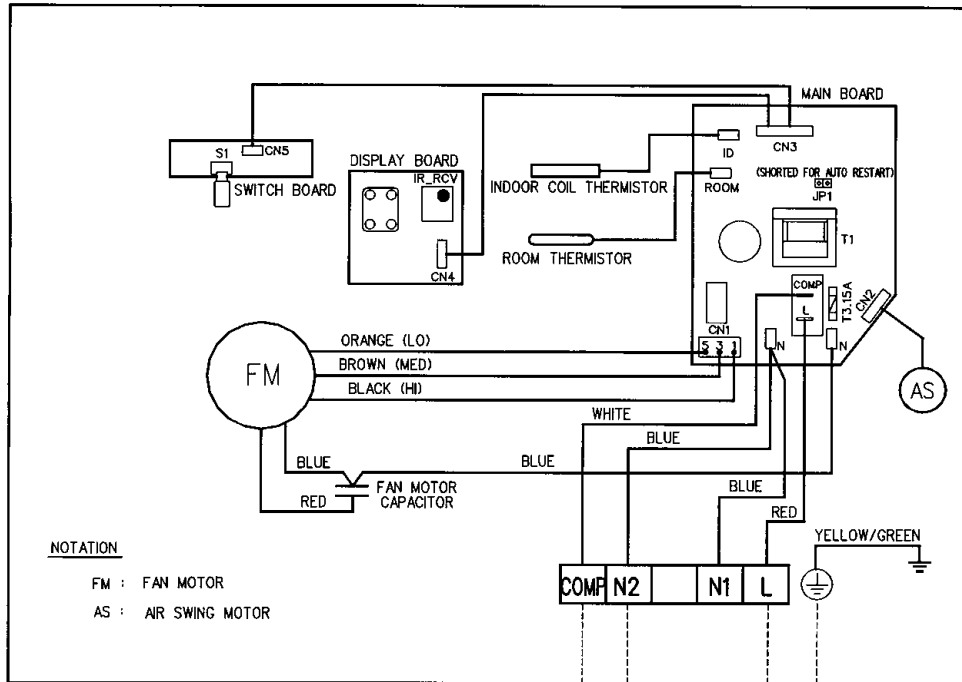 MAIN BOARD
S1
CN5
SWITCH BOARD
DISPLAY BOARD
IR_RCV
CN4
INDOOR COIL THERMISTOR
ROOM THERMISTOR
ID
CN3
ROOM
(SHORTED FOR AUTO RESTART)
JP1
T1
COMP
L
T3.15A
CN2
CN1
5 3 1
N
N
AS
FM
ORANGE (LO)
BROWN (MED)
BLACK (HI)
WHITE
BLUE
BLUE
BLUE
BLUE
RED
RED
FAN MOTOR
CAPACITOR
YELLOW/GREEN
COMP N2 N1 L
NOTATION
FM : FAN MOTOR
AS : AIR SWING MOTOR